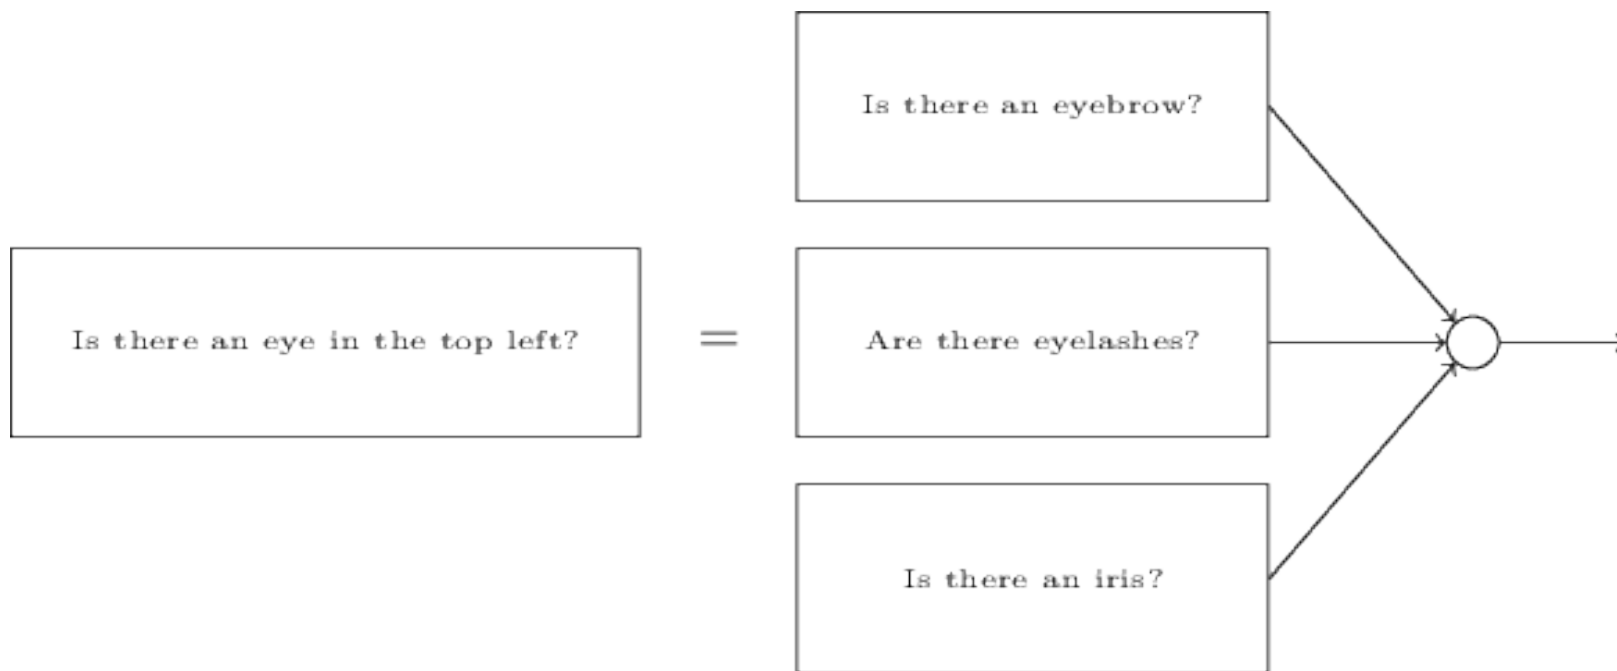 Is there an eyebrow?
Is there an eye in the top left?
=
Are there eyelashes?
Is there an iris?